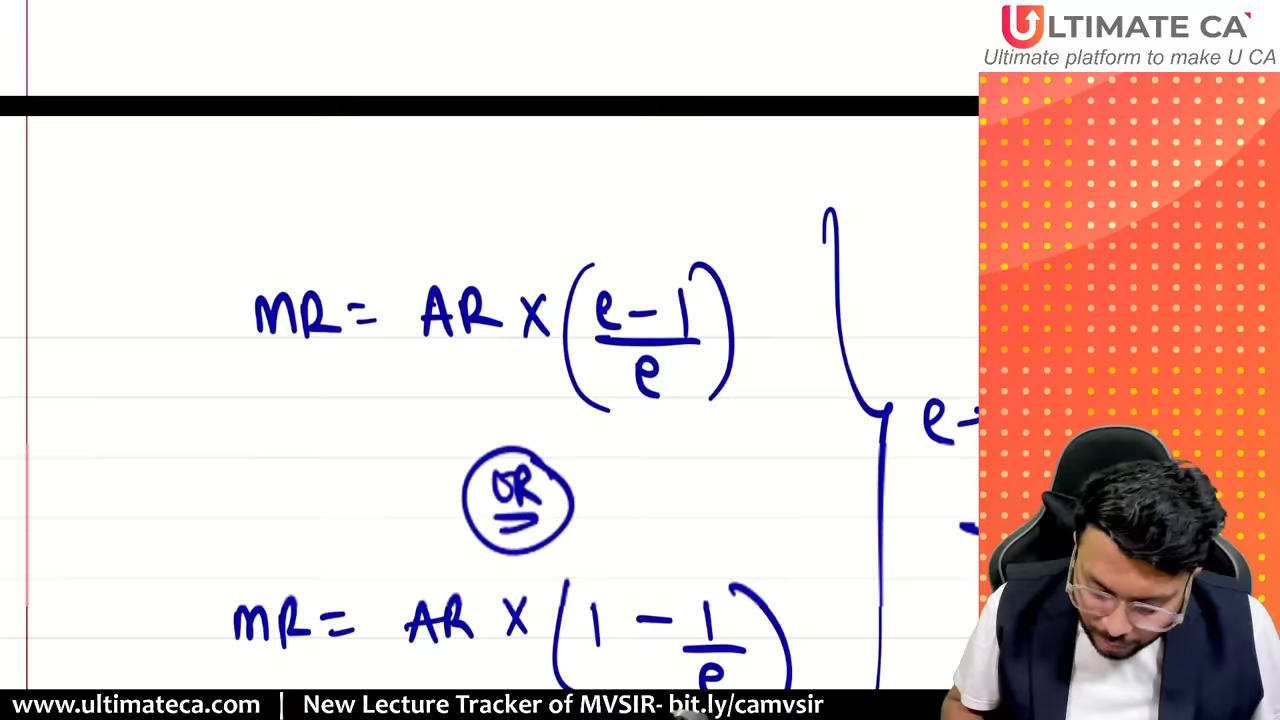 ULTIMATE CA
Ultimate platform to make U CA
MR = AR × (e - 1 / e)
e -
OR
MR = AR × (1 - 1 / e)
www.ultimateca.com | New Lecture Tracker of MVSIR- bit.ly/camvsir